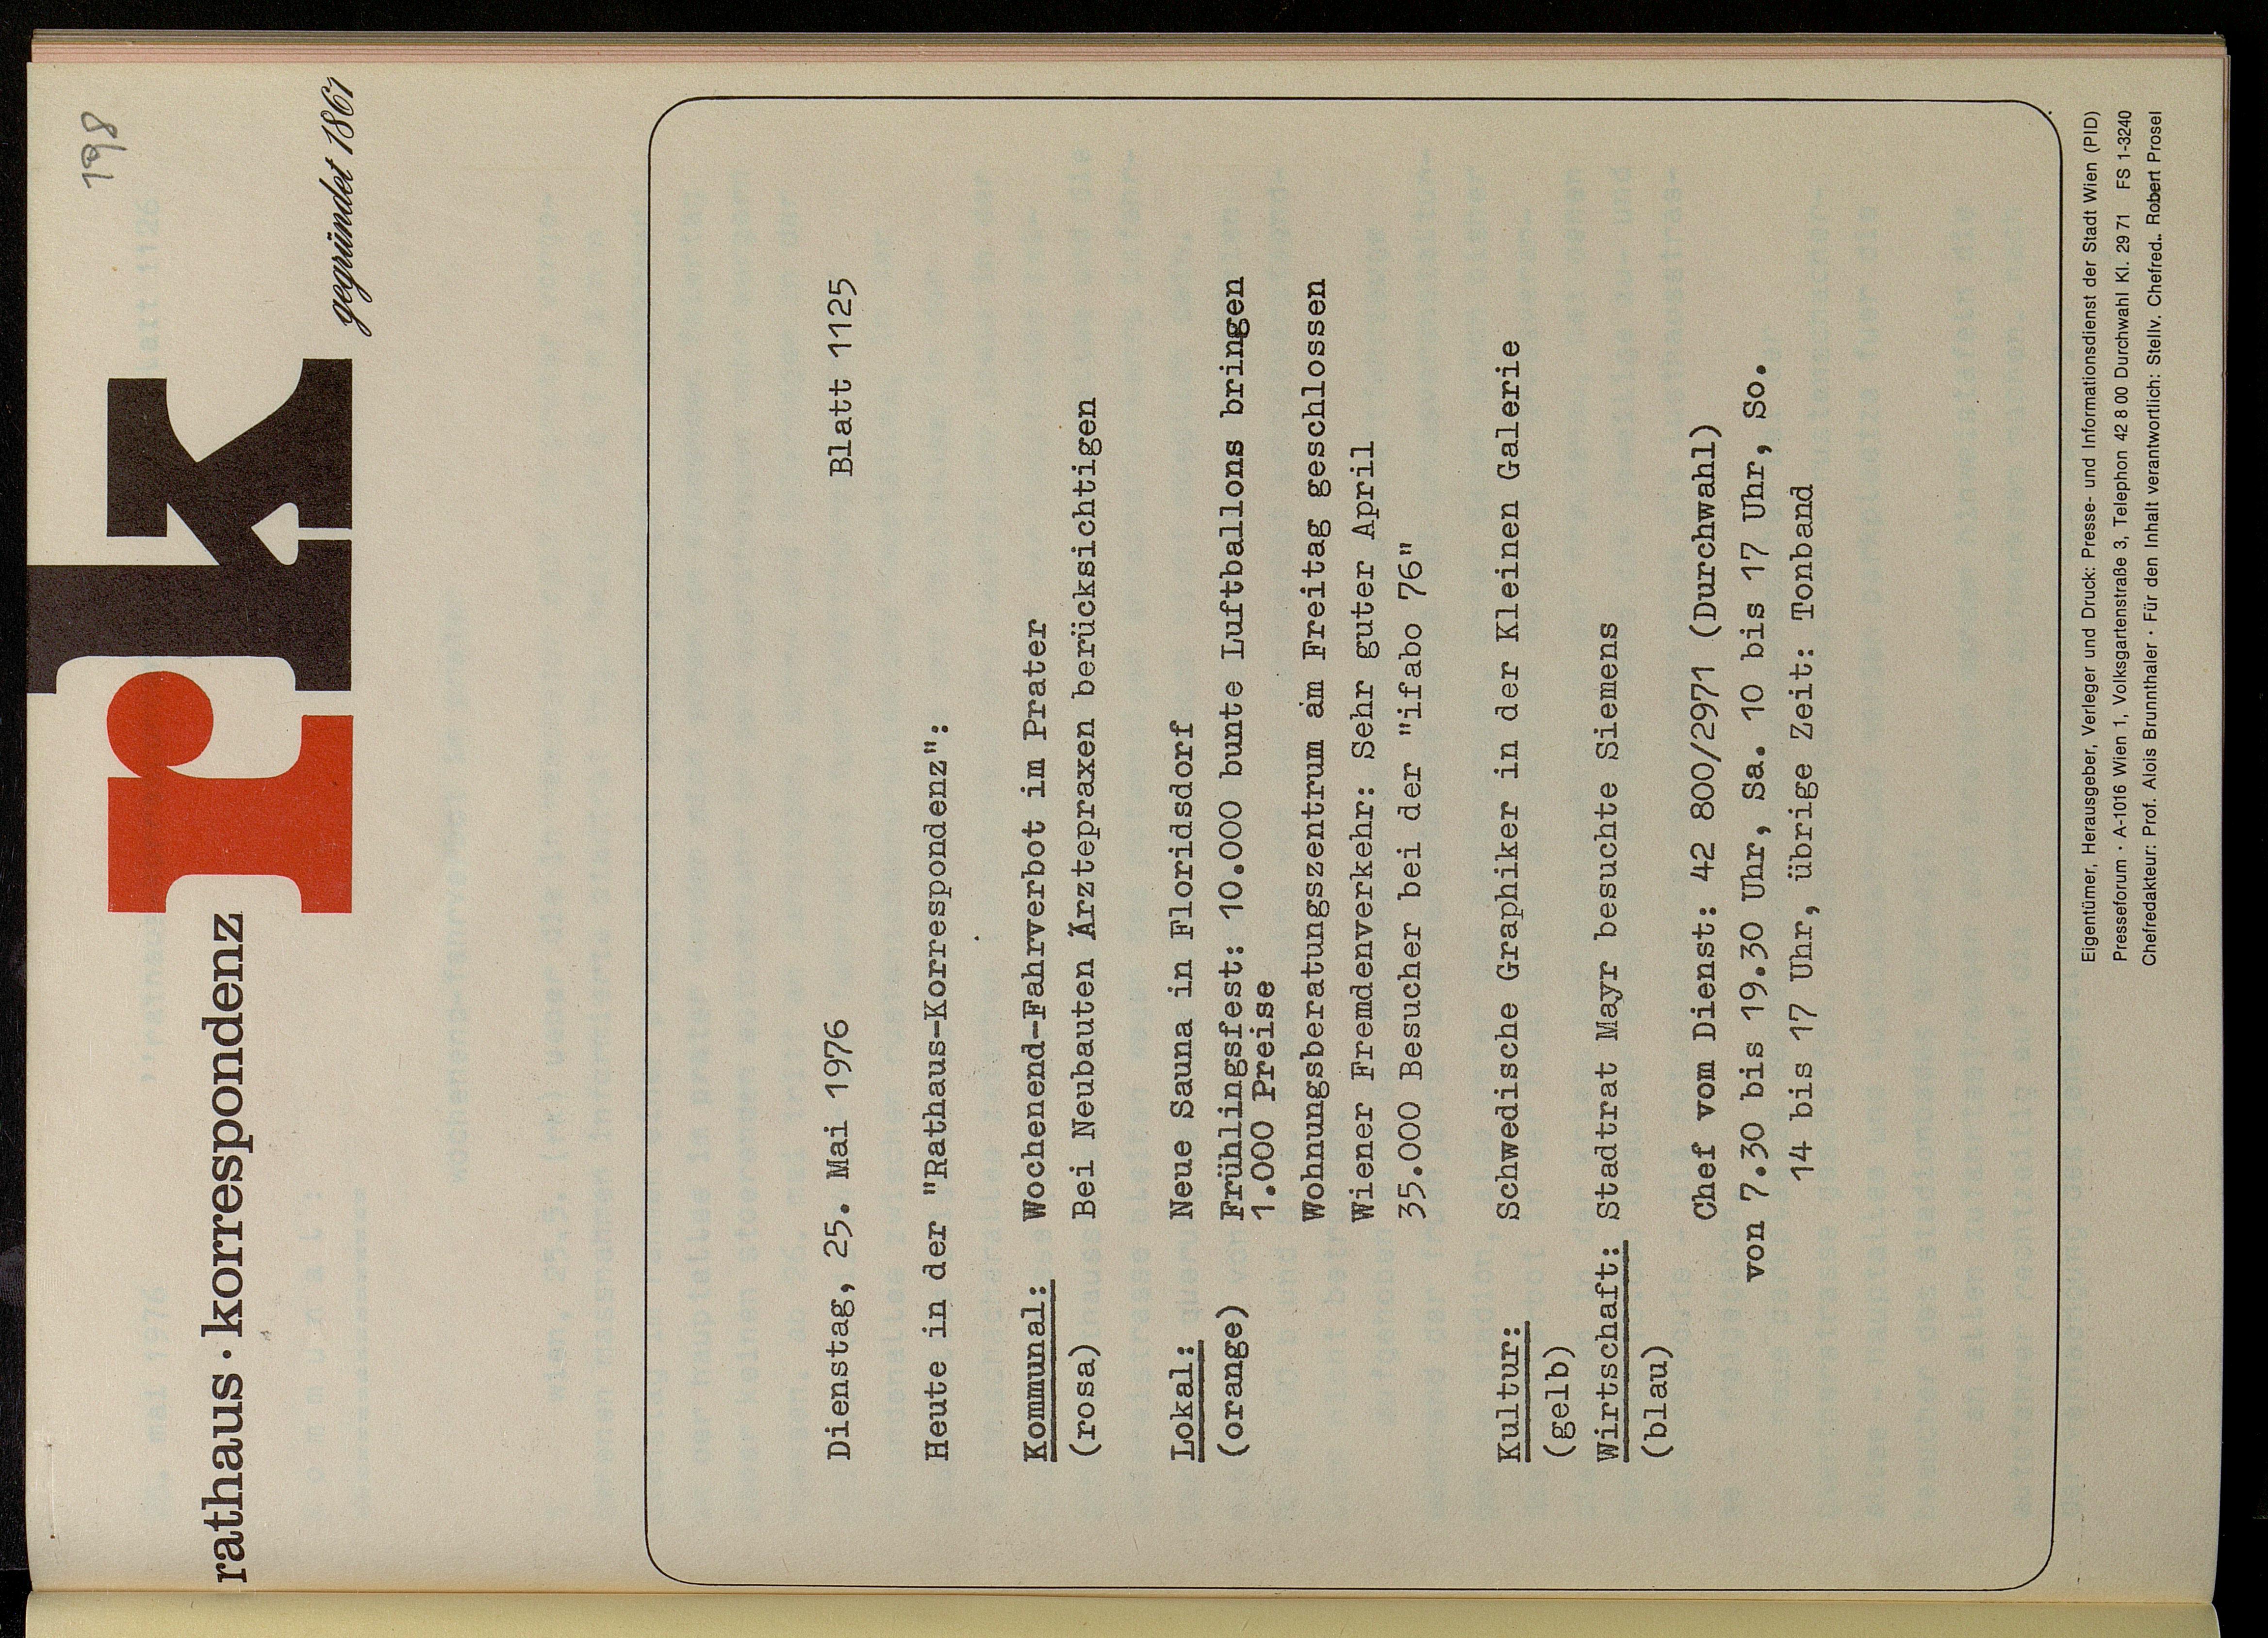 198
rathaus · korrespondenz
rk
gegründet 1861
Dienstag, 25. Mai 1976 Blatt 1125
Heute in der "Rathaus-Korrespondenz":
Kommunal: Wochenend-Fahrverbot im Prater
(rosa) Bei Neubauten Ärztepraxen berücksichtigen
Lokal: Neue Sauna in Floridsdorf
(orange) Frühlingsfest: 10.000 bunte Luftballons bringen
1.000 Preise
Wohnungsberatungszentrum am Freitag geschlossen
Wiener Fremdenverkehr: Sehr guter April
35.000 Besucher bei der "ifabo 76"
Kultur: Schwedische Graphiker in der Kleinen Galerie
(gelb)
Wirtschaft: Stadtrat Mayr besuchte Siemens
(blau)
Chef vom Dienst: 42 800/2971 (Durchwahl)
von 7.30 bis 19.30 Uhr, Sa. 10 bis 17 Uhr, So.
14 bis 17 Uhr, übrige Zeit: Tonband
Eigentümer, Herausgeber, Verleger und Druck: Presse- und Informationsdienst der Stadt Wien (PID)
Presseforum · A-1016 Wien 1, Volksgartenstraße 3, Telephon 42 8 00 Durchwahl Kl. 29 71 FS 1-3240
Chefredakteur: Prof. Alois Brunnthaler · Für den Inhalt verantwortlich: Stellv. Chefred. Robert Prosel